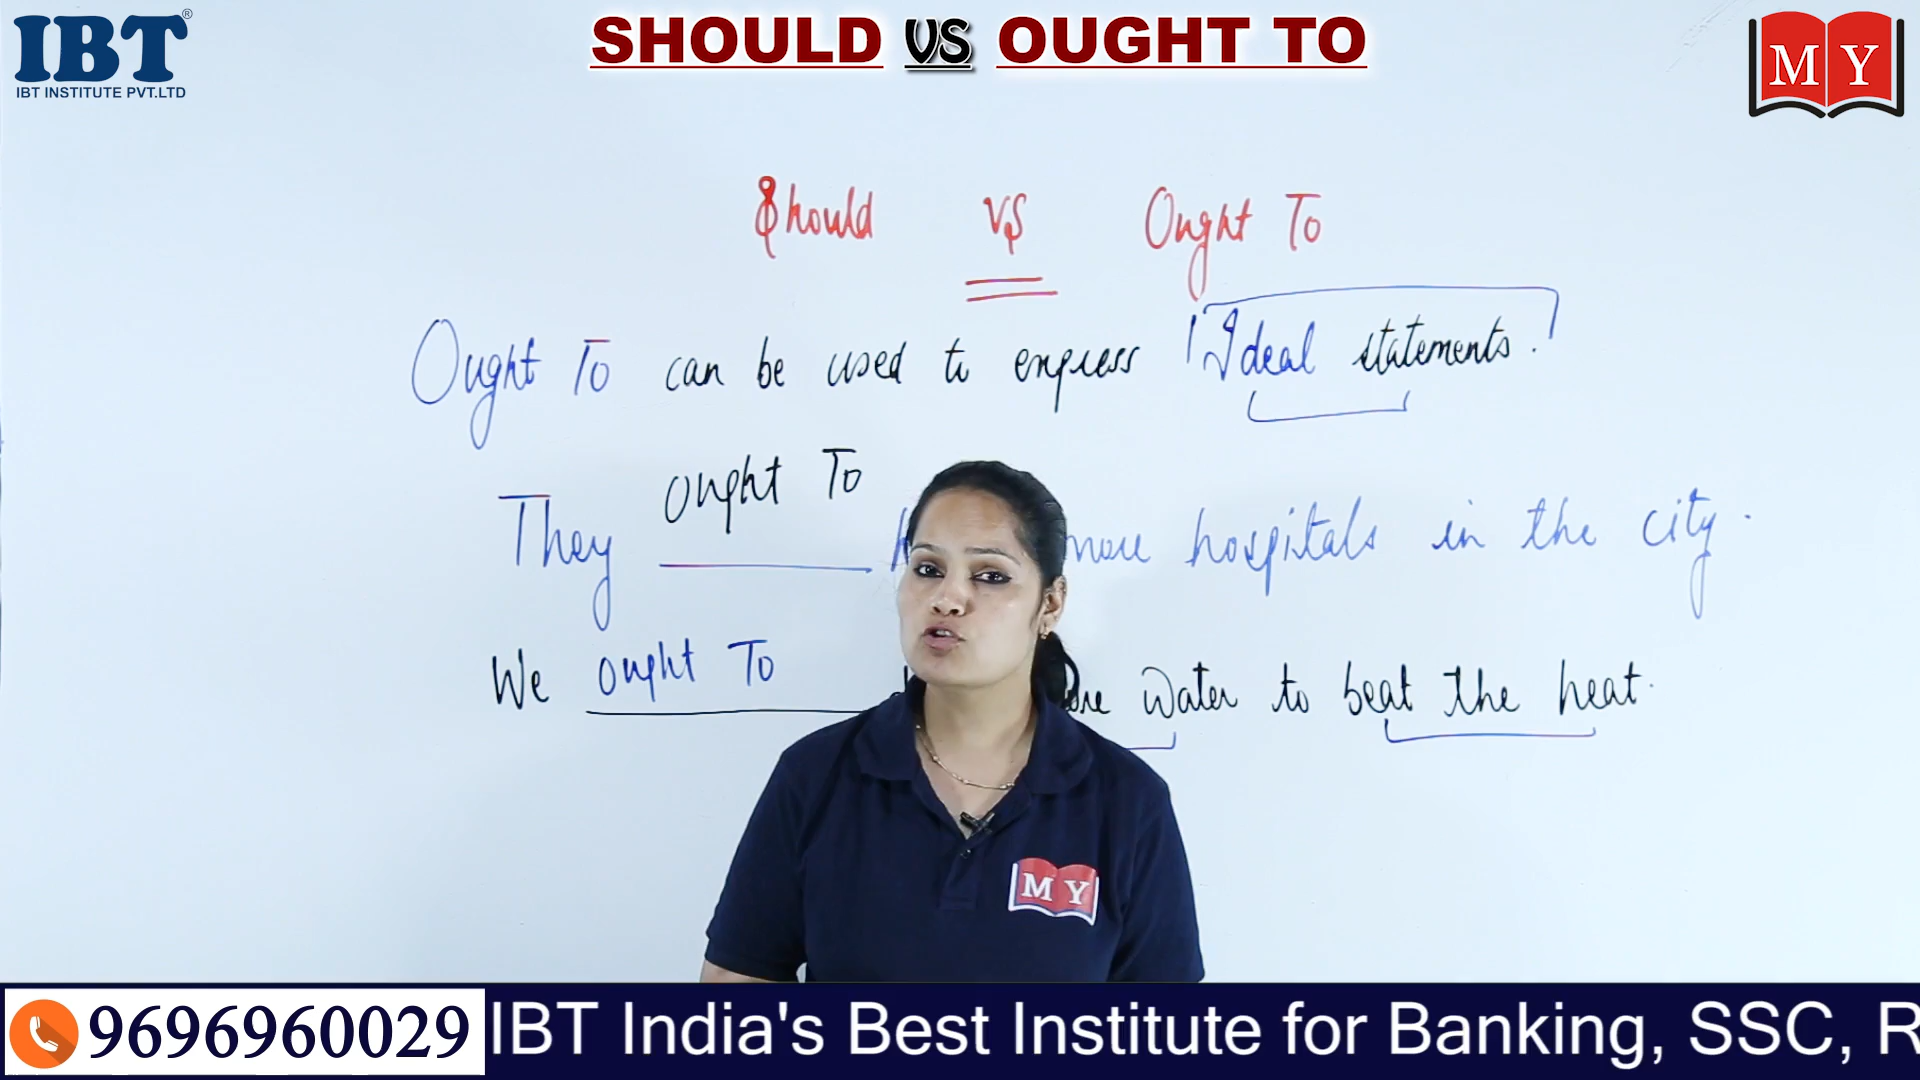 IBT®
IBT INSTITUTE PVT.LTD
SHOULD VS OUGHT TO
M Y
Should VS Ought To
Ought To can be used to express "Ideal statements."
ought To
They more hospitals in the city.
We ought To Water to beat the heat.
M Y
9696960029 IBT India's Best Institute for Banking, SSC, R